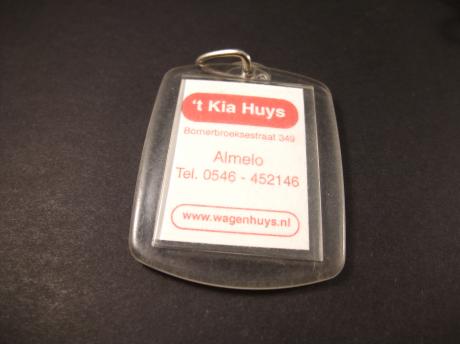 't Kia Huys
Bornerbroeksestraat 349
Almelo
Tel. 0546 - 452146
www.wagenhuys.nl